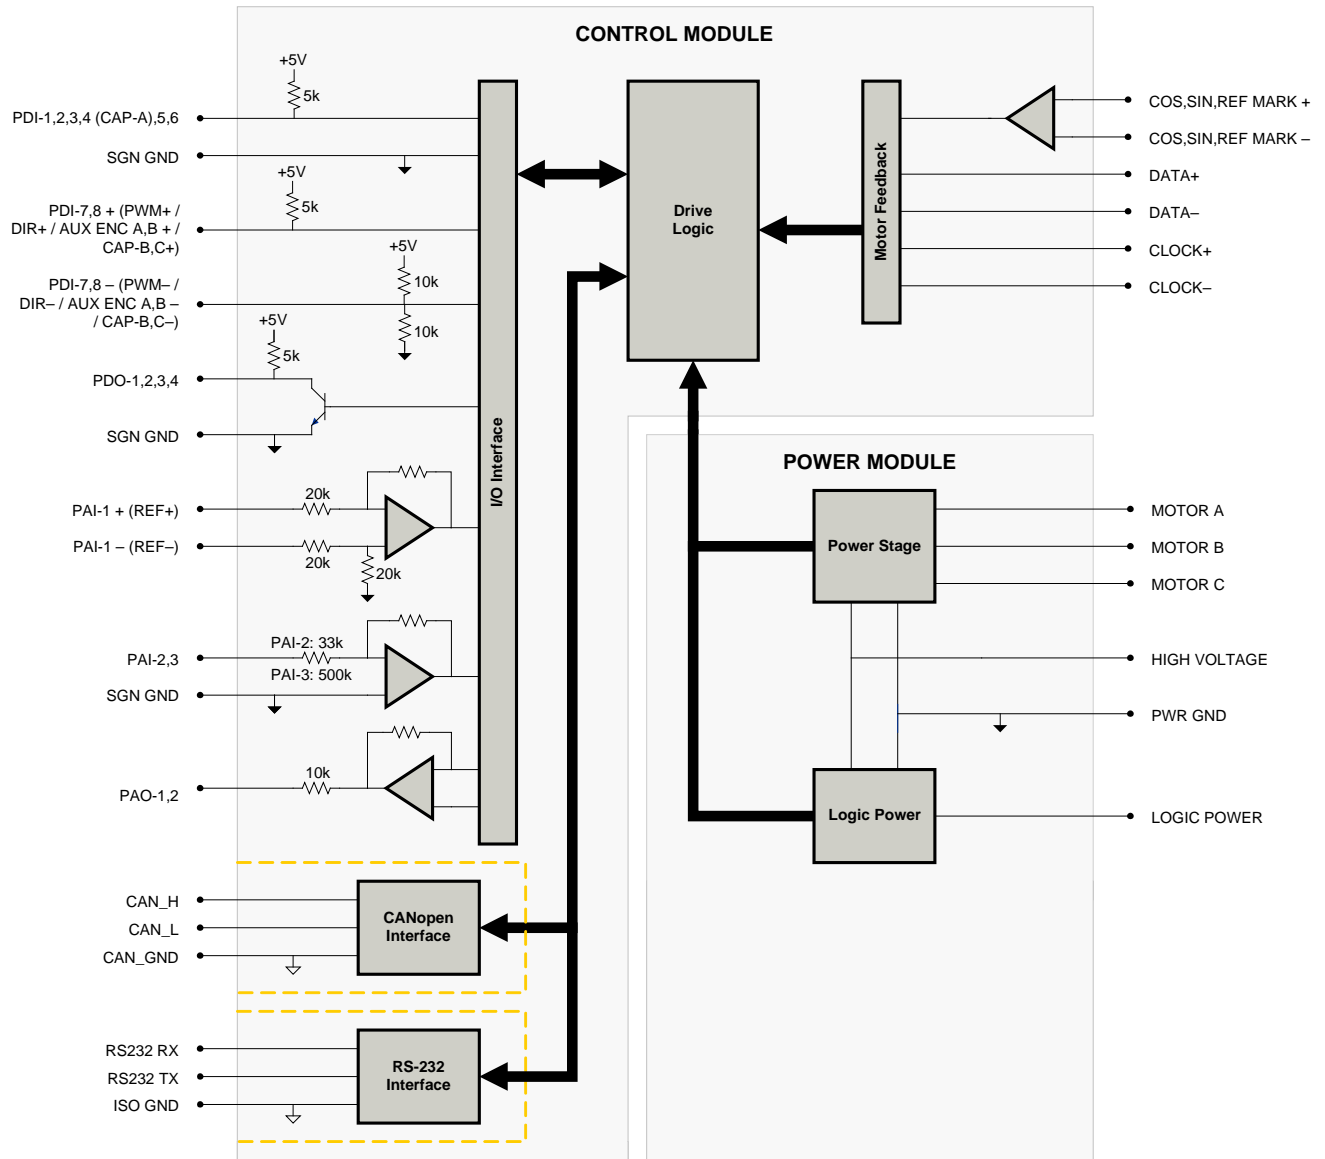 CONTROL MODULE
+5V
5k
PDI-1,2,3,4 (CAP-A),5,6
SGN GND
+5V
5k
PDI-7,8 + (PWM+ /
DIR+ / AUX ENC A,B + /
CAP-B,C+)
+5V
10k
PDI-7,8 – (PWM– /
DIR– / AUX ENC A,B –
/ CAP-B,C–)
10k
+5V
5k
PDO-1,2,3,4
SGN GND
20k
PAI-1 + (REF+)
PAI-1 – (REF–)
20k
20k
PAI-2: 33k
PAI-2,3
PAI-3: 500k
SGN GND
10k
PAO-1,2
I/O Interface
Drive
Logic
Motor Feedback
COS,SIN,REF MARK +
COS,SIN,REF MARK –
DATA+
DATA–
CLOCK+
CLOCK–
POWER MODULE
Power Stage
MOTOR A
MOTOR B
MOTOR C
HIGH VOLTAGE
PWR GND
Logic Power
LOGIC POWER
CAN_H
CAN_L
CAN_GND
CANopen
Interface
RS232 RX
RS232 TX
ISO GND
RS-232
Interface